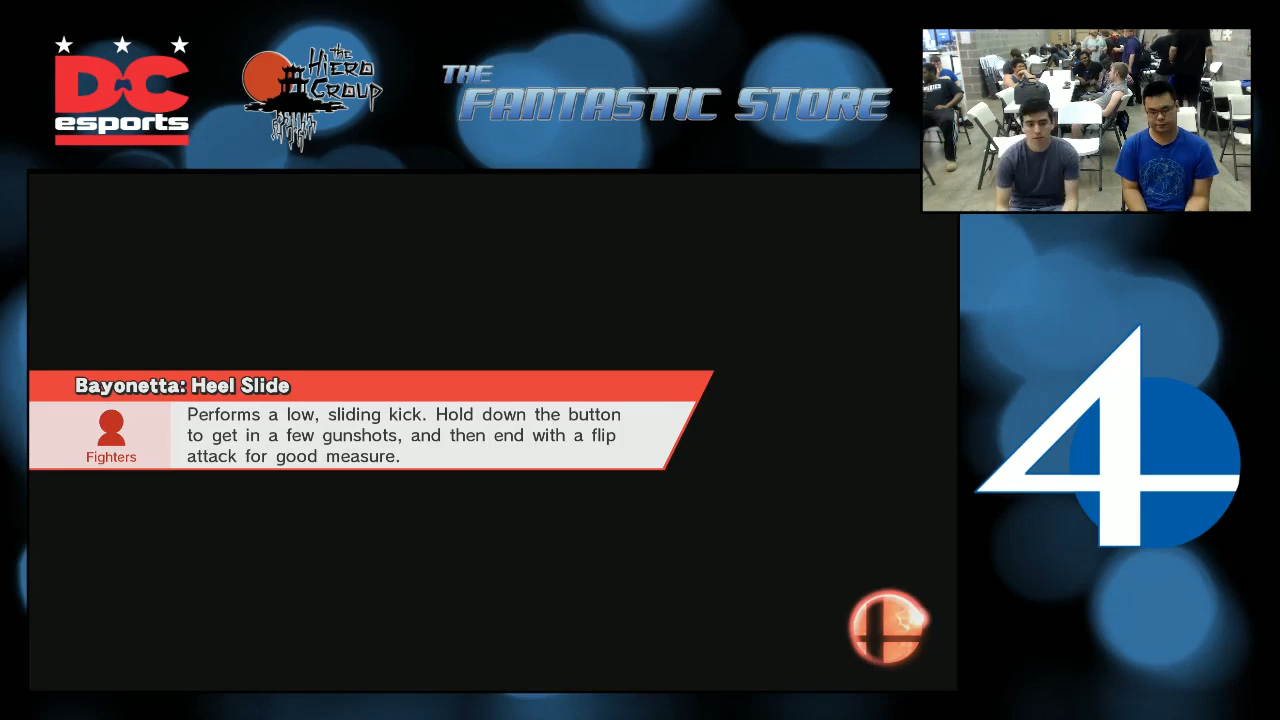 DC
esports
the
Hiero
Group
THE
FANTASTIC STORE
Bayonetta: Heel Slide
Performs a low, sliding kick. Hold down the button
to get in a few gunshots, and then end with a flip
attack for good measure.
Fighters
4